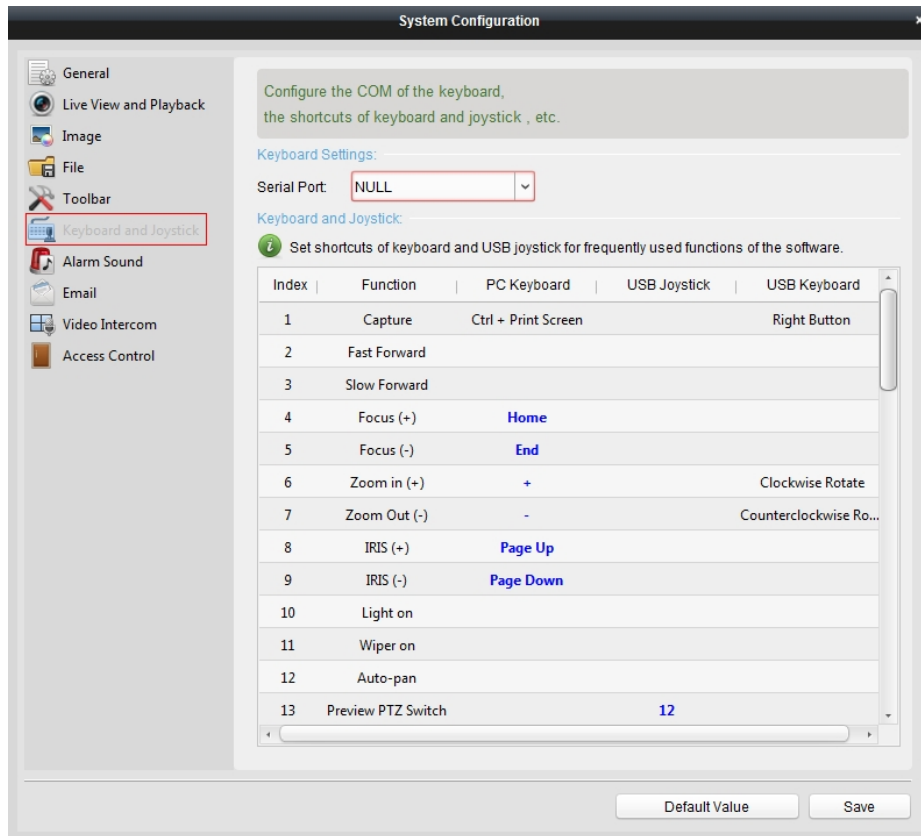 System Configuration
General
Live View and Playback
Image
File
Toolbar
Keyboard and Joystick
Alarm Sound
Email
Video Intercom
Access Control
Configure the COM of the keyboard,
the shortcuts of keyboard and joystick , etc.
Keyboard Settings:
Serial Port: NULL
Keyboard and Joystick:
Set shortcuts of keyboard and USB joystick for frequently used functions of the software.
Index Function PC Keyboard USB Joystick USB Keyboard
1 Capture Ctrl + Print Screen Right Button
2 Fast Forward
3 Slow Forward
4 Focus (+) Home
5 Focus (-) End
6 Zoom in (+) + Clockwise Rotate
7 Zoom Out (-) - Counterclockwise Ro...
8 IRIS (+) Page Up
9 IRIS (-) Page Down
10 Light on
11 Wiper on
12 Auto-pan
13 Preview PTZ Switch 12
Default Value Save